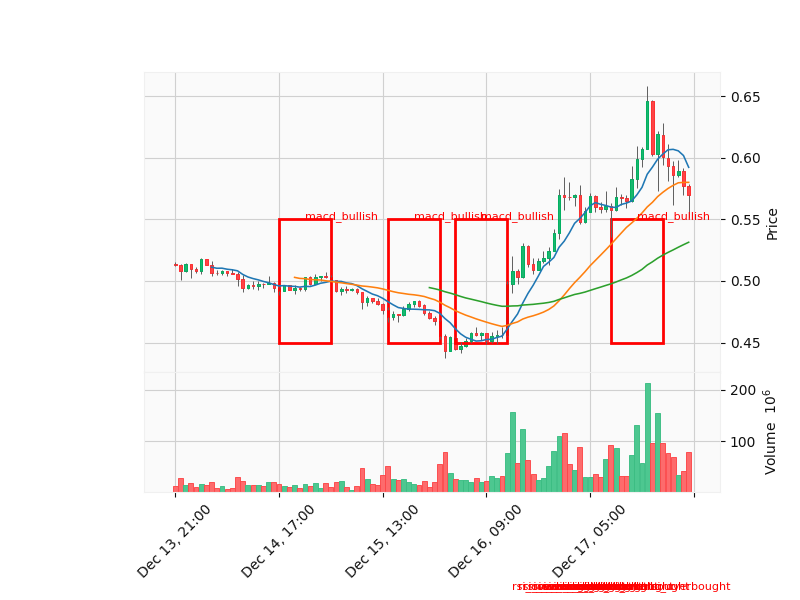 0.65
0.60
macd_bullish macd_bullish macd_bullish macd_bullish
0.55
Price
0.50
0.45
200
Volume 10^6
100
Dec 13, 21:00
Dec 14, 17:00
Dec 15, 13:00
Dec 16, 09:00
Dec 17, 05:00